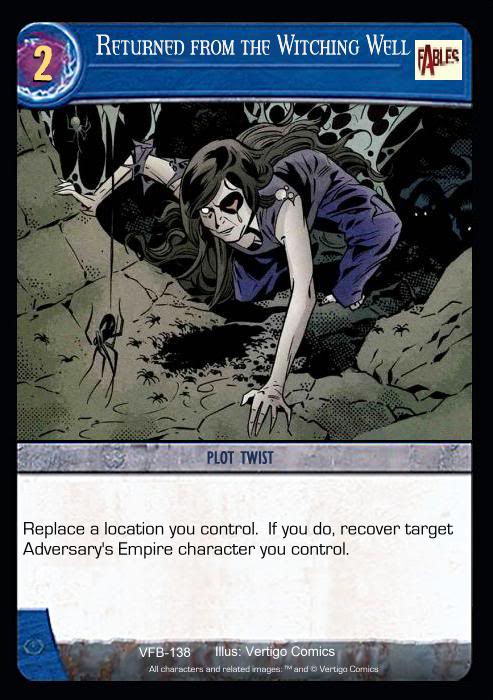 2
RETURNED FROM THE WITCHING WELL
FABLES
PLOT TWIST
Replace a location you control. If you do, recover target
Adversary's Empire character you control.
VFB-138 Illus: Vertigo Comics
All characters and related images: ™ and © Vertigo Comics